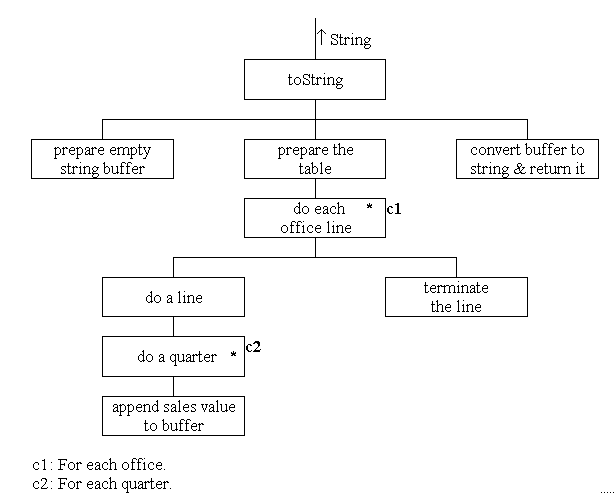 ↑ String
toString
prepare empty
string buffer
prepare the
table
convert buffer to
string & return it
do each * c1
office line
do a line
terminate
the line
do a quarter * c2
append sales value
to buffer
c1: For each office.
c2: For each quarter.
.....